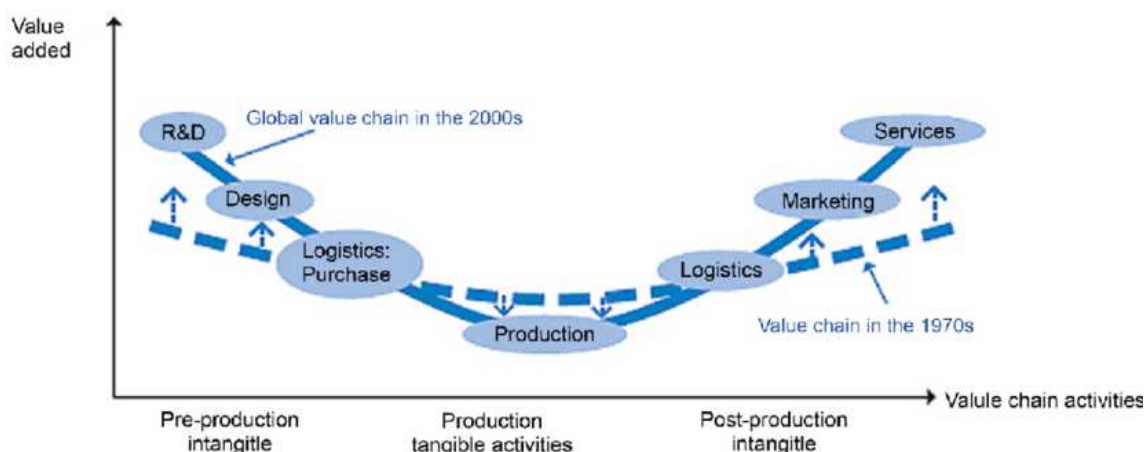 Value
added
R&D
Global value chain in the 2000s
Services
Design
Marketing
Logistics:
Purchase
Logistics
Production
Value chain in the 1970s
Valule chain activities
Pre-production
intangitle
Production
tangible activities
Post-production
intangitle